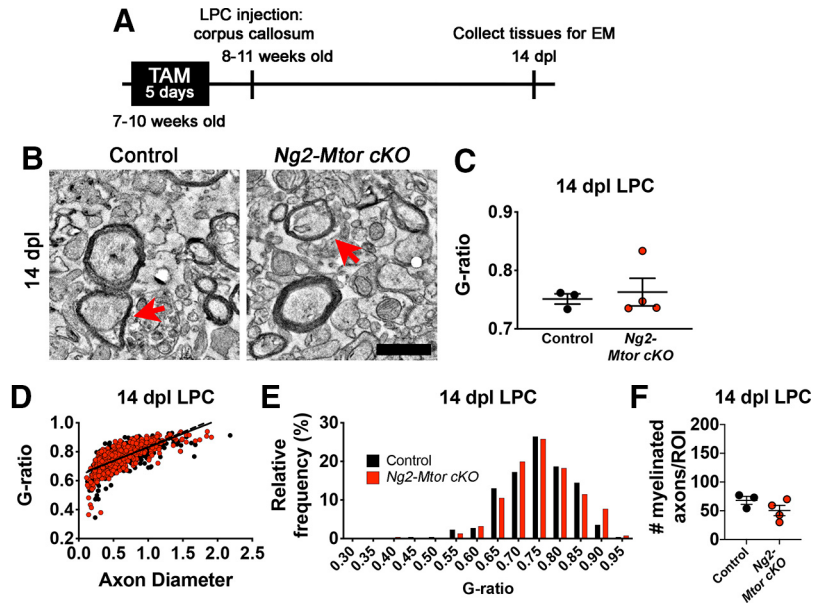 A
LPC injection:
corpus callosum
8-11 weeks old
Collect tissues for EM
14 dpl
TAM
5 days
7-10 weeks old
B
Control
Ng2-Mtor cKO
14 dpl
C
14 dpl LPC
G-ratio
0.9
0.8
0.7
Control
Ng2-
Mtor cKO
D
14 dpl LPC
G-ratio
1.0
0.8
0.6
0.4
0.2
0.0 0.5 1.0 1.5 2.0 2.5
Axon Diameter
E
14 dpl LPC
Relative
frequency (%)
30
20
10
0
Control
Ng2-Mtor cKO
0.30 0.35 0.40 0.45 0.50 0.55 0.60 0.65 0.70 0.75 0.80 0.85 0.90 0.95
G-ratio
F
14 dpl LPC
# myelinated
axons/ROI
200
150
100
50
0
Control
Ng2-
Mtor cKO